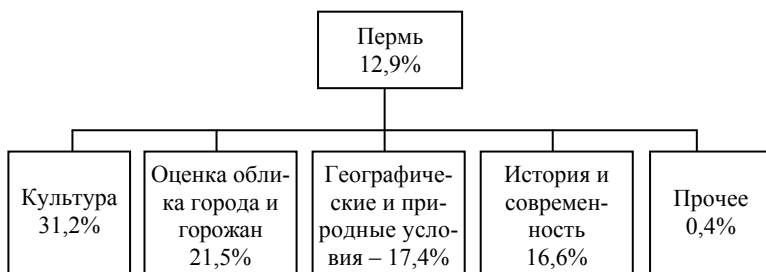 Пермь
12,9%
Культура
31,2%
Оценка обли-
ка города и
горожан
21,5%
Географиче-
ские и при-
родные усло-
вия – 17,4%
История и
современ-
ность
16,6%
Прочее
0,4%